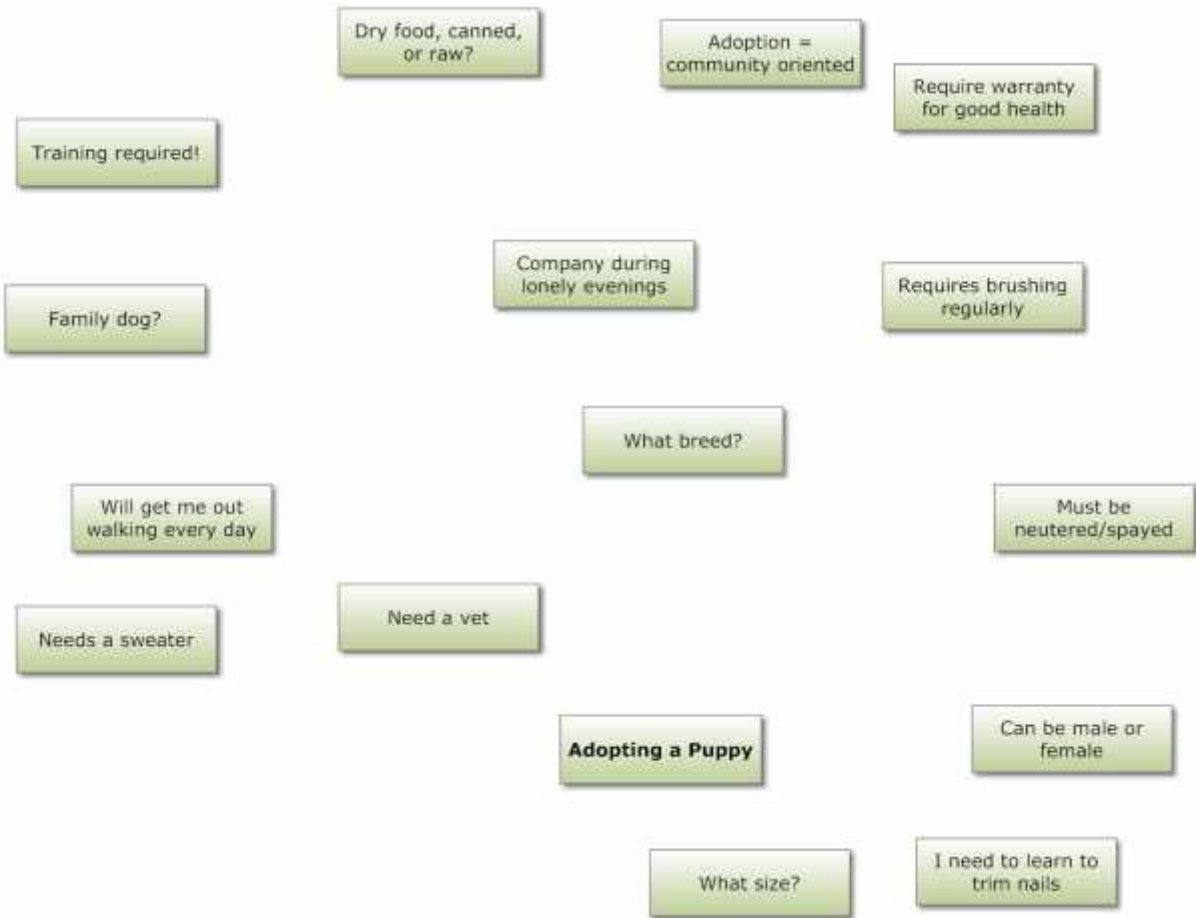 Dry food, canned,
or raw?
Adoption =
community oriented
Require warranty
for good health
Training required!
Company during
lonely evenings
Requires brushing
regularly
Family dog?
What breed?
Will get me out
walking every day
Must be
neutered/spayed
Need a vet
Needs a sweater
Adopting a Puppy
Can be male or
female
What size?
I need to learn to
trim nails